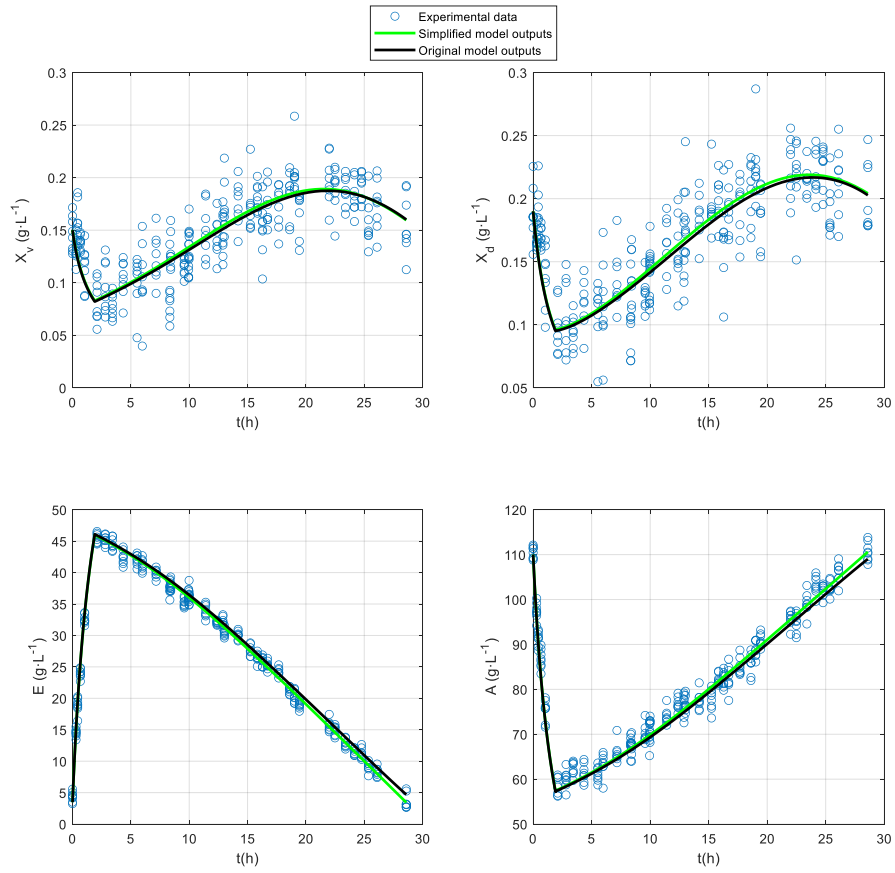 Experimental data
Simplified model outputs
Original model outputs
0.3
0.25
0.2
0.15
0.1
0.05
0
X_v (g·L⁻¹)
0 5 10 15 20 25 30
t(h)
0.3
0.25
0.2
0.15
0.1
0.05
X_d (g·L⁻¹)
0 5 10 15 20 25 30
t(h)
50
45
40
35
30
25
20
15
10
5
0
E (g·L⁻¹)
0 5 10 15 20 25 30
t(h)
120
110
100
90
80
70
60
50
A (g·L⁻¹)
0 5 10 15 20 25 30
t(h)